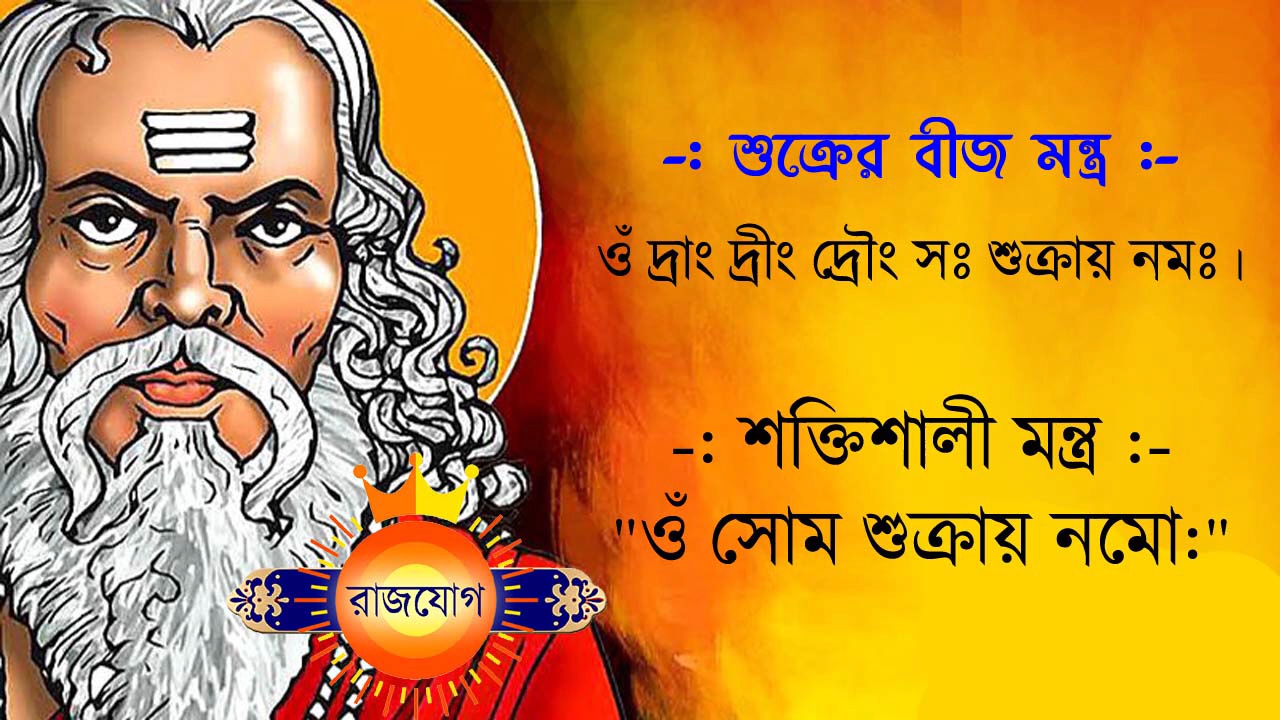 -: শুক্রের বীজ মন্ত্র :-
ওঁ দ্রাং দ্রীং দ্রৌং সঃ শুক্রায় নমঃ।
-: শক্তিশালী মন্ত্র :-
"ওঁ সোম শুক্রায় নমো:"
রাজযোগ